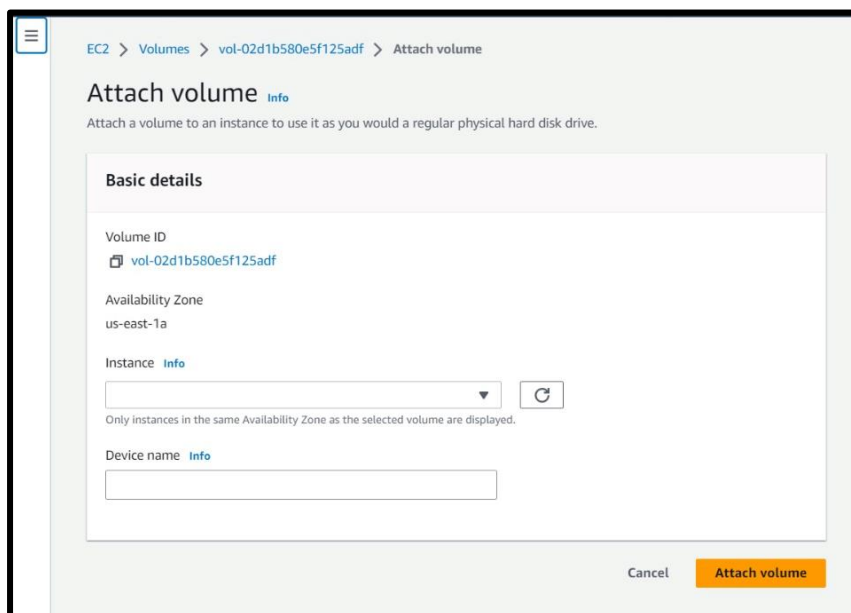 EC2 > Volumes > vol-02d1b580e5f125adf > Attach volume
Attach volume Info
Attach a volume to an instance to use it as you would a regular physical hard disk drive.
Basic details
Volume ID
vol-02d1b580e5f125adf
Availability Zone
us-east-1a
Instance Info
Only instances in the same Availability Zone as the selected volume are displayed.
Device name Info
Cancel Attach volume